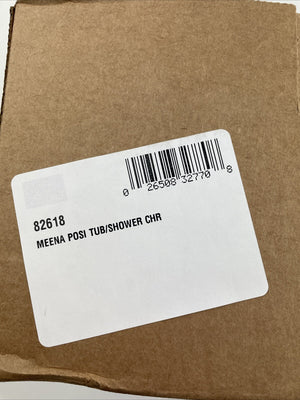 0 26508 32770 8
82618
MEENA POSI TUB/SHOWER CHR